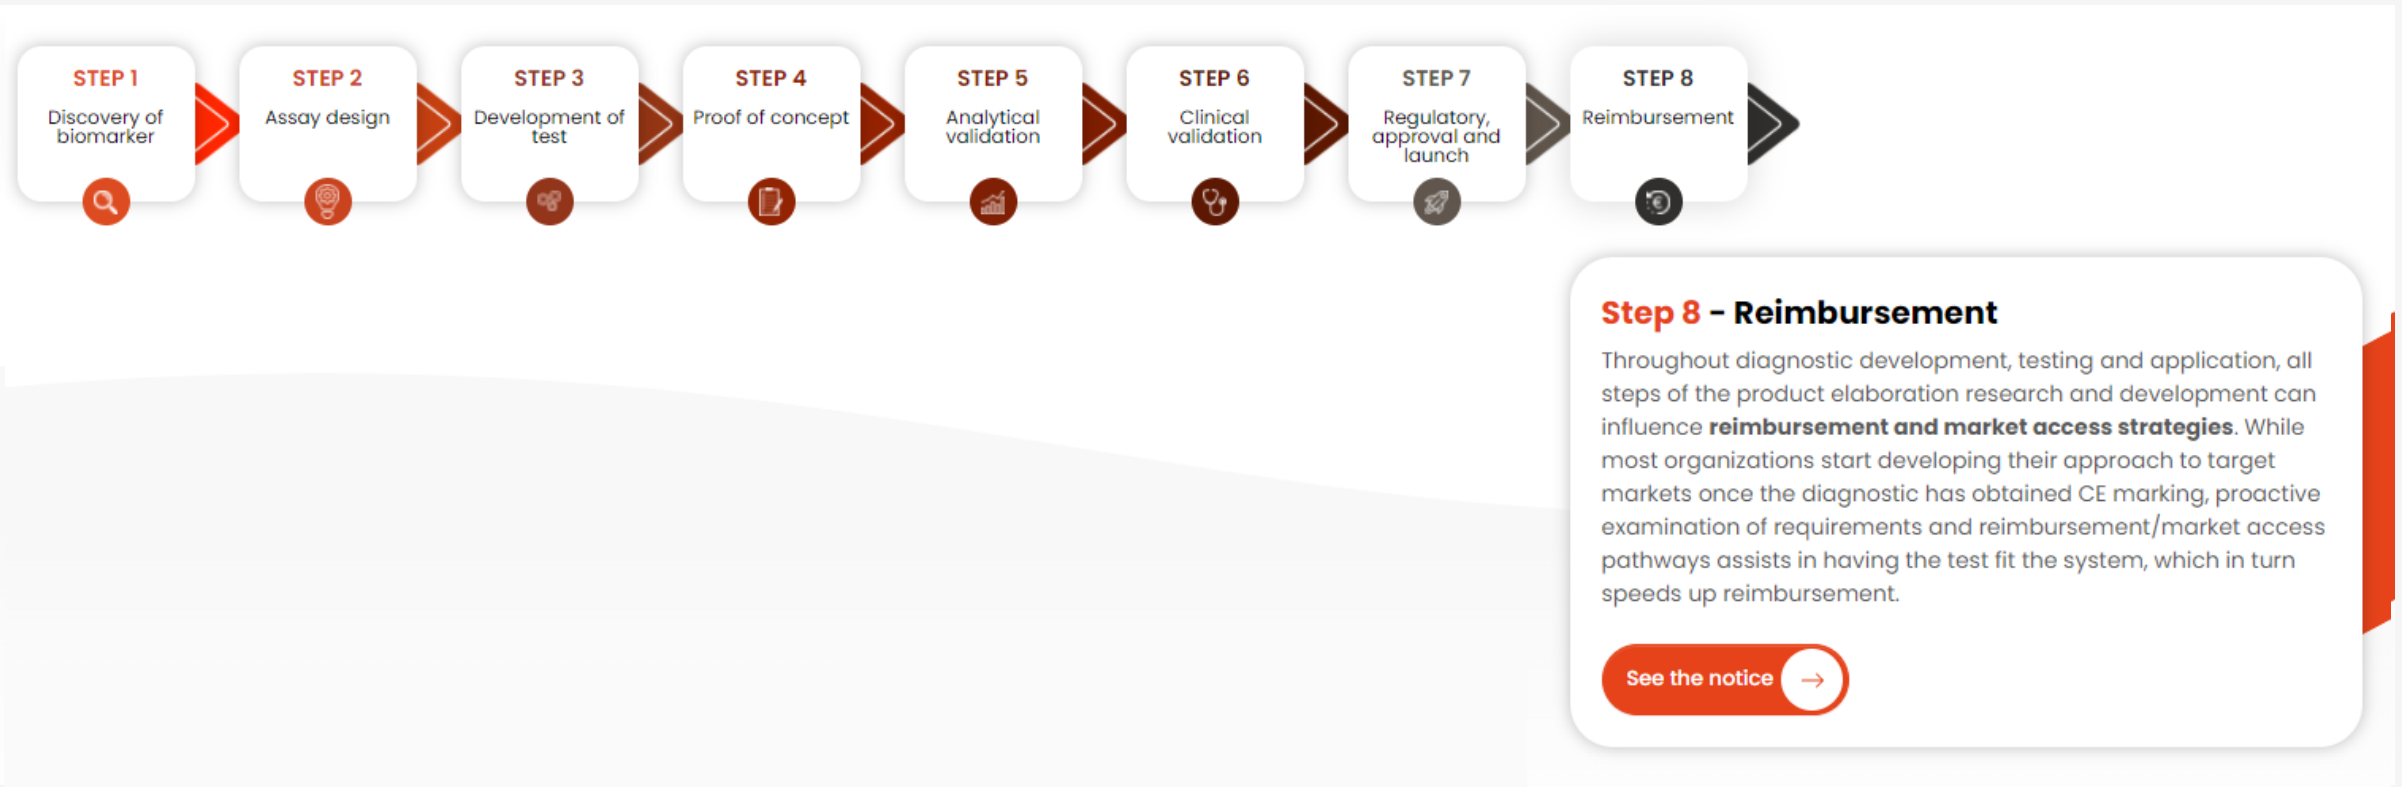 STEP 1
Discovery of
biomarker
STEP 2
Assay design
STEP 3
Development of
test
STEP 4
Proof of concept
STEP 5
Analytical
validation
STEP 6
Clinical
validation
STEP 7
Regulatory,
approval and
launch
STEP 8
Reimbursement
Step 8 - Reimbursement
Throughout diagnostic development, testing and application, all
steps of the product elaboration research and development can
influence reimbursement and market access strategies. While
most organizations start developing their approach to target
markets once the diagnostic has obtained CE marking, proactive
examination of requirements and reimbursement/market access
pathways assists in having the test fit the system, which in turn
speeds up reimbursement.
See the notice